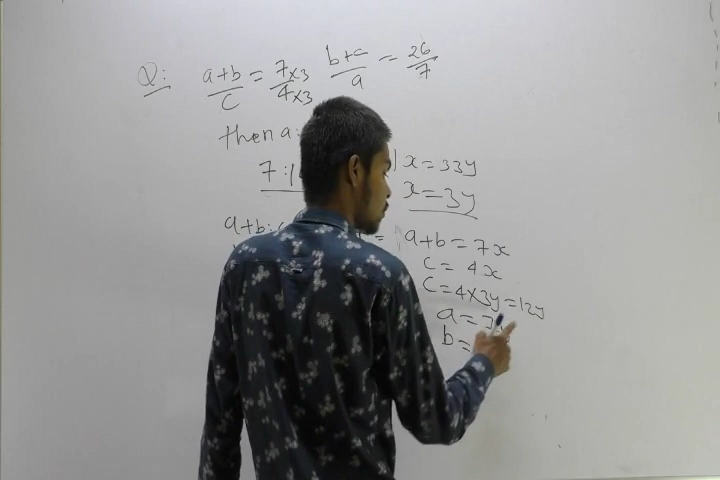 Q: (a+b)/c = (7×3)/(4×3) (b+c)/a = 26/7
then a:
7:1
x = 33y
x = 3y
a+b:
a+b = 7x
c = 4x
c = 4×3y = 12y
a =
b =